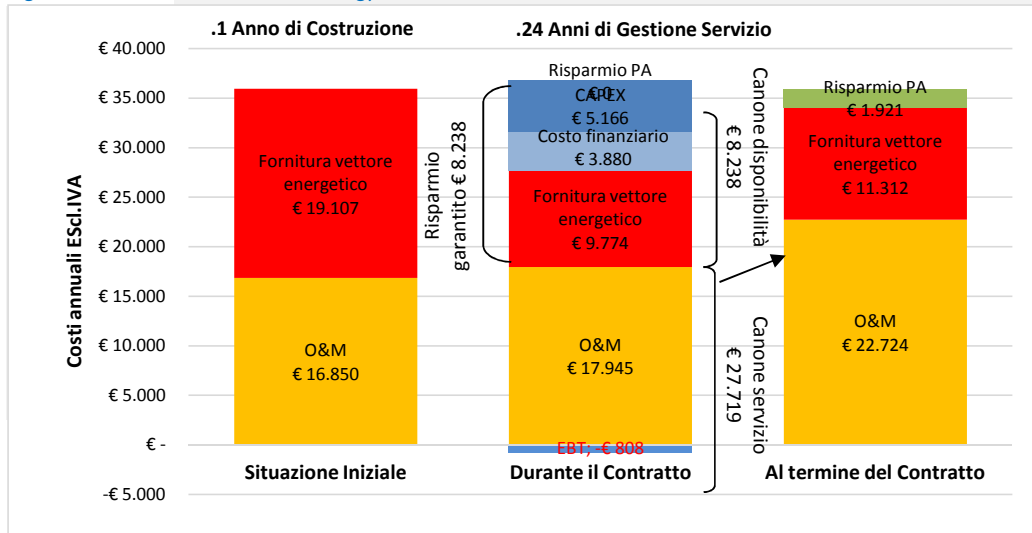 .1 Anno di Costruzione
.24 Anni di Gestione Servizio
Costi annuali EScl.IVA
€ 40.000
€ 35.000
€ 30.000
€ 25.000
€ 20.000
€ 15.000
€ 10.000
€ 5.000
€ -
-€ 5.000
Fornitura vettore
energetico
€ 19.107
O&M
€ 16.850
Situazione Iniziale
Risparmio
garantito € 8.238
Risparmio PA
€ 0
CAPEX
€ 5.166
Costo finanziario
€ 3.880
Fornitura vettore
energetico
€ 9.774
O&M
€ 17.945
EBT; -€ 808
Durante il Contratto
Canone disponibilità
€ 8.238
Canone servizio
€ 27.719
Risparmio PA
€ 1.921
Fornitura vettore
energetico
€ 11.312
O&M
€ 22.724
Al termine del Contratto